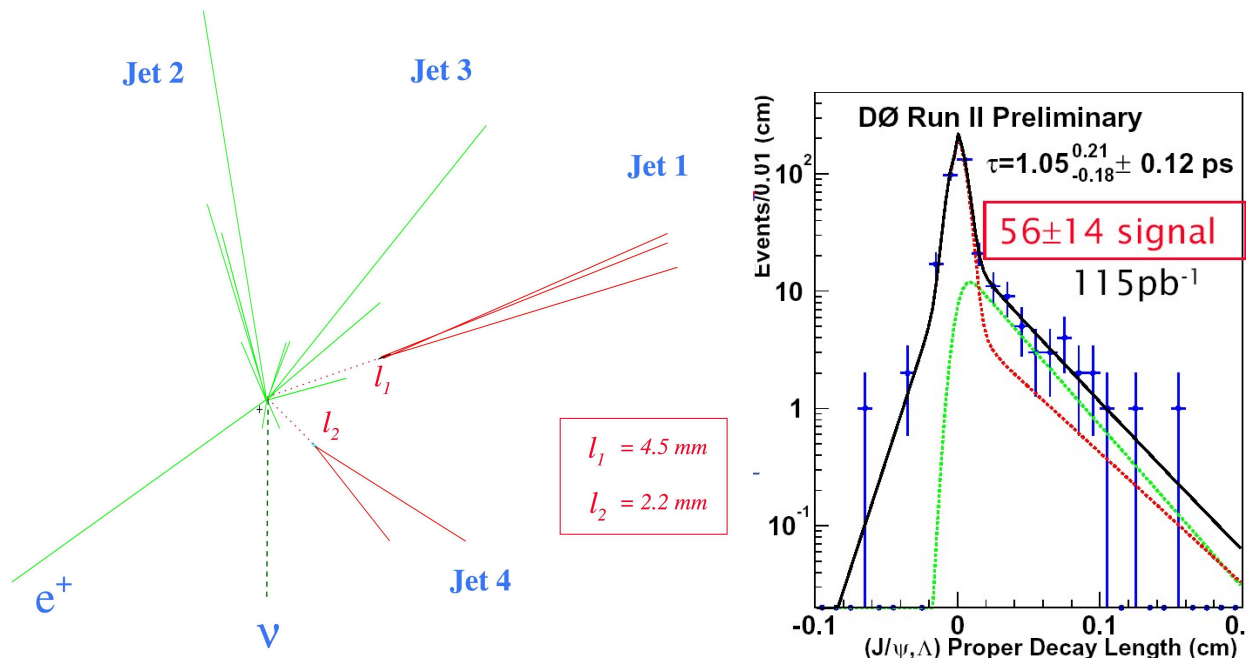 Jet 2
Jet 3
Jet 1
l₁
l₂
l₁ = 4.5 mm
l₂ = 2.2 mm
Jet 4
e⁺
ν
+
DØ Run II Preliminary
τ=1.05 ⁰·²¹₋₀.₁₈ ± 0.12 ps
56±14 signal
115pb⁻¹
Events/0.01 (cm)
10²
10
1
10⁻¹
-0.1 0 0.1 0.
(J/ψ,Λ) Proper Decay Length (cm)